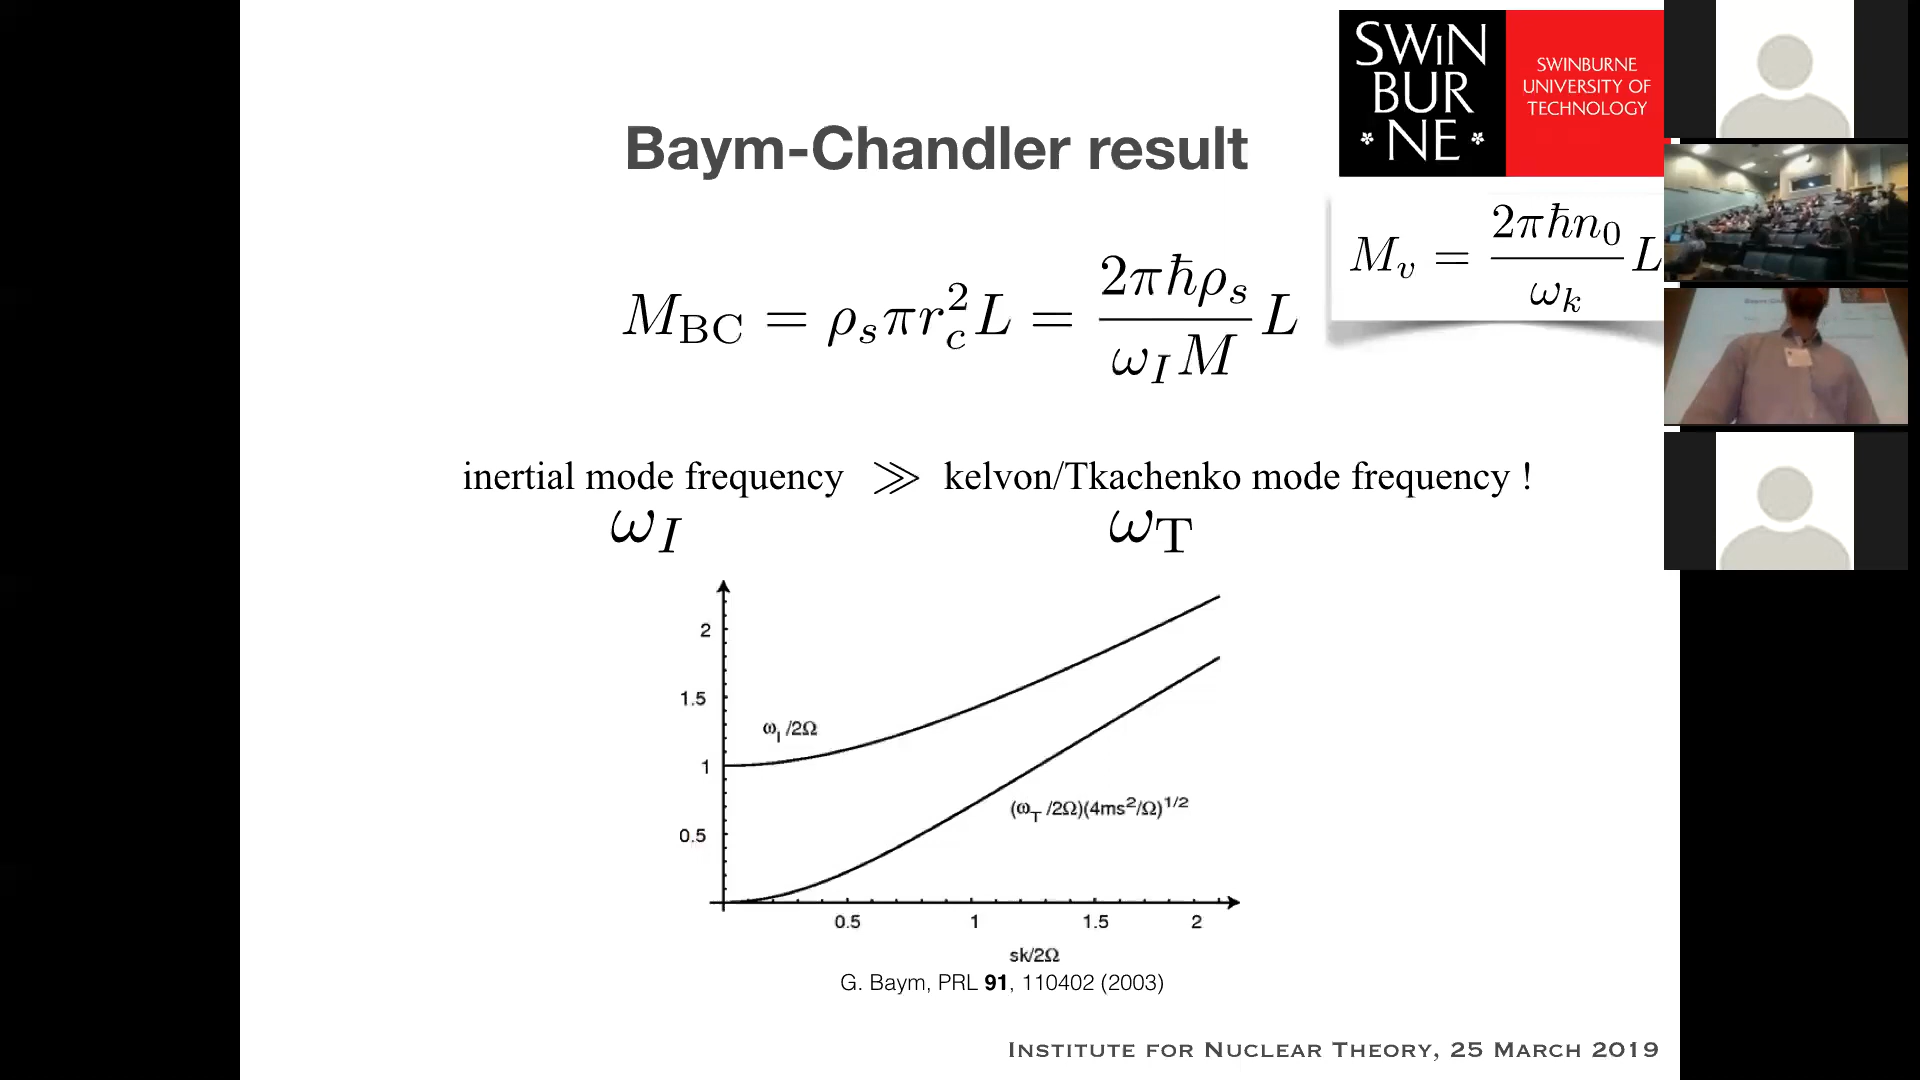 SWiN
BUR
NE
SWINBURNE
UNIVERSITY OF
TECHNOLOGY
Baym-Chandler result
M_v = 2πħn_0 / ω_k L
M_BC = ρ_s π r_c^2 L = 2πħρ_s / ω_I M L
inertial mode frequency ≫ kelvon/Tkachenko mode frequency !
ω_I ω_T
2
1.5
1
0.5
ω_I /2Ω
(ω_T /2Ω)(4ms²/Ω)^1/2
0.5 1 1.5 2
sk/2Ω
G. Baym, PRL 91, 110402 (2003)
INSTITUTE FOR NUCLEAR THEORY, 25 MARCH 2019